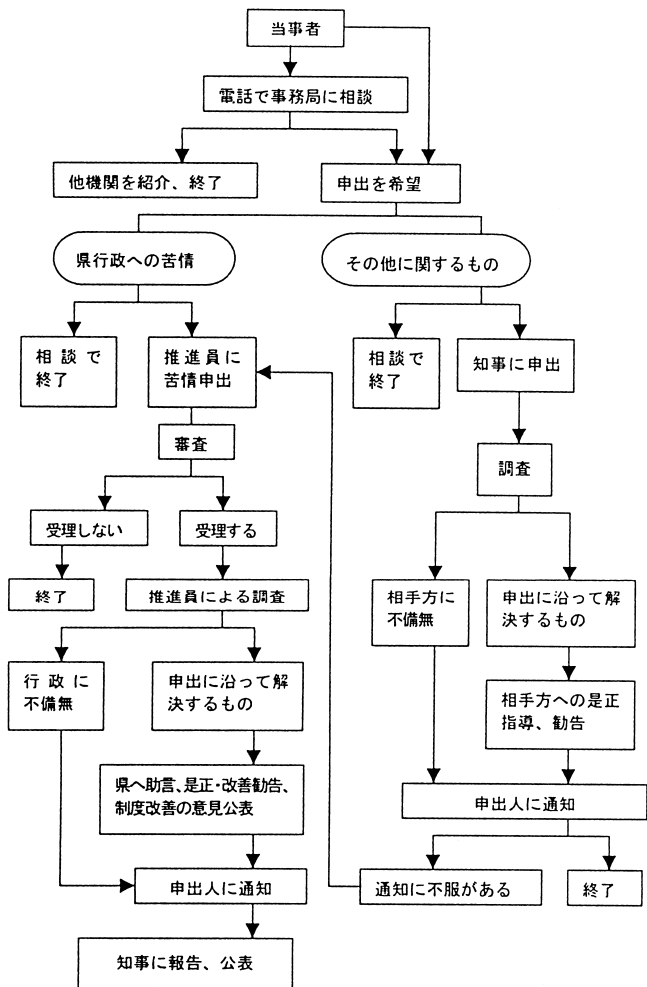 当事者
電話で事務局に相談
他機関を紹介、終了
申出を希望
県行政への苦情
その他に関するもの
相談で
終了
推進員に
苦情申出
相談で
終了
知事に申出
審査
調査
受理しない
受理する
終了
推進員による調査
相手方に
不備無
申出に沿って解
決するもの
行政に
不備無
申出に沿って解
決するもの
相手方への是正
指導、勧告
県へ助言、是正・改善勧告、
制度改善の意見公表
申出人に通知
申出人に通知
通知に不服がある
終了
知事に報告、公表